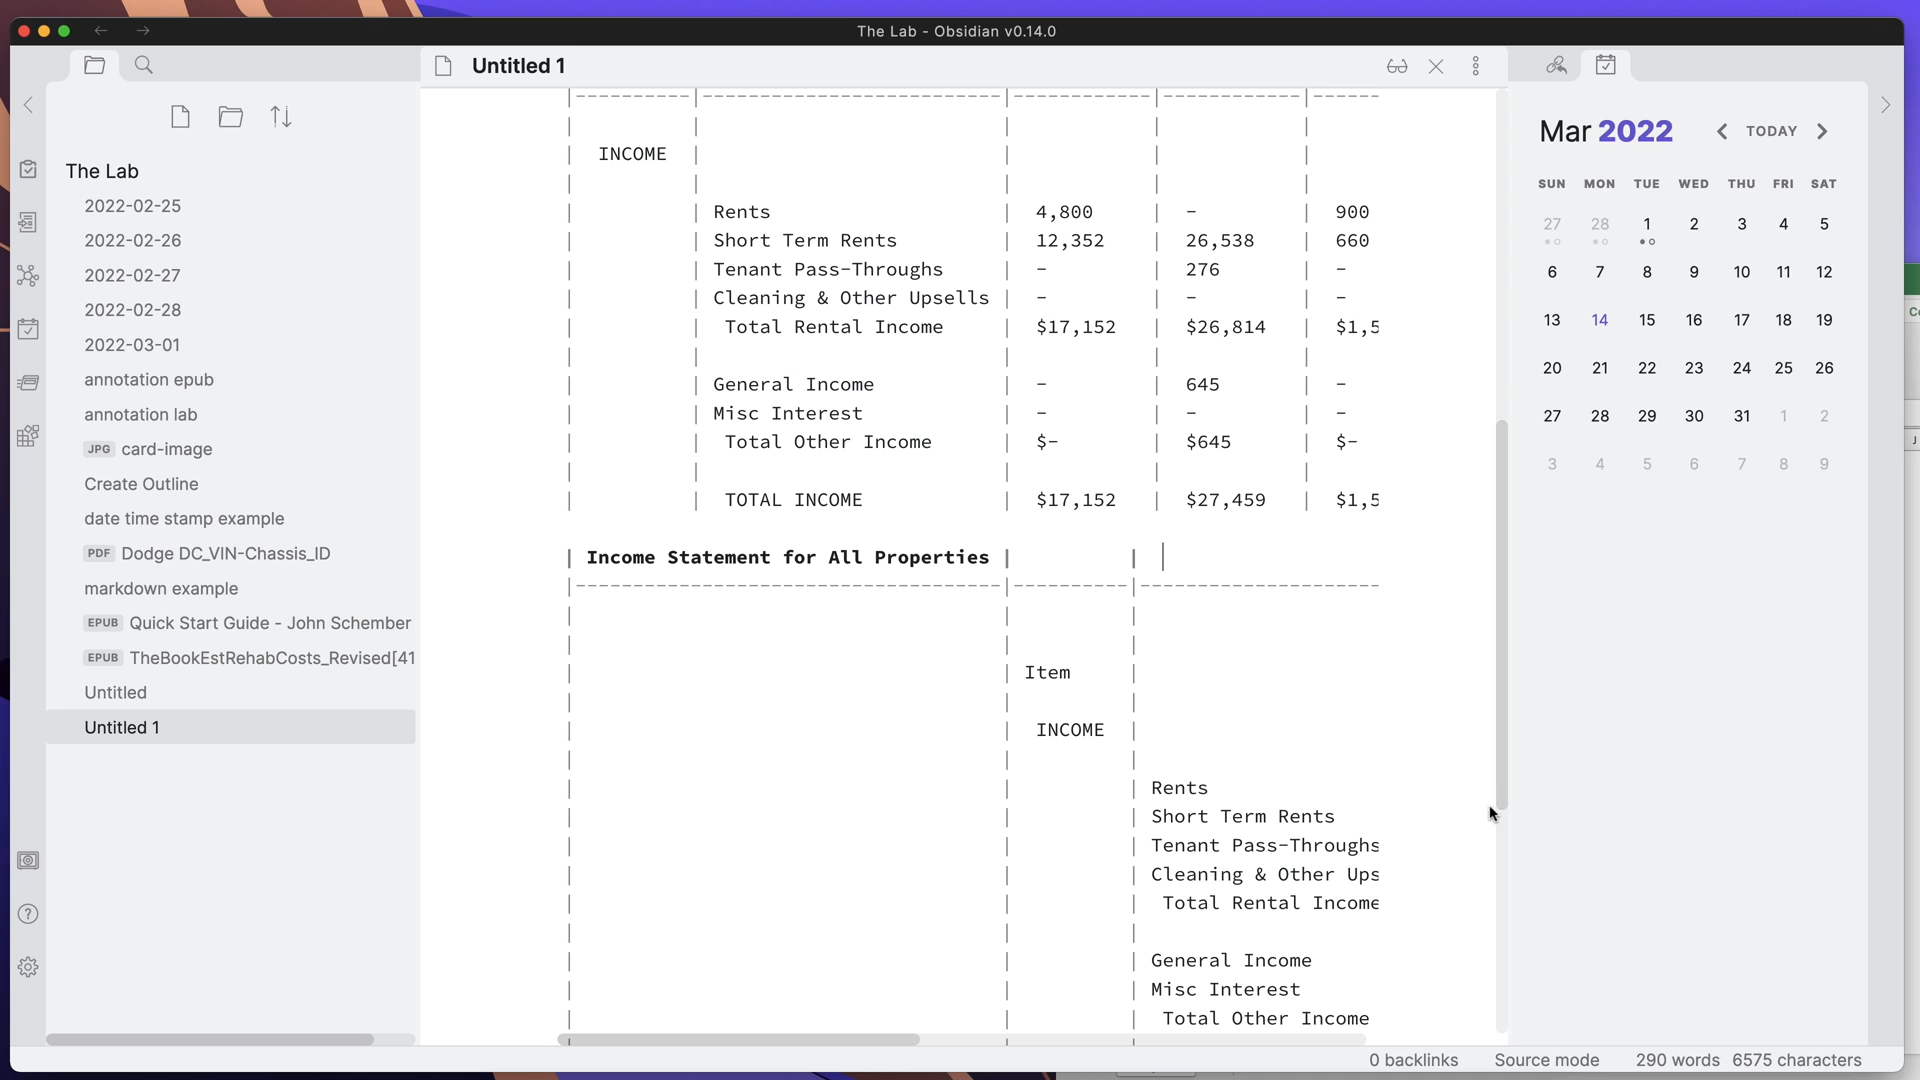 The Lab - Obsidian v0.14.0
Untitled 1
The Lab
2022-02-25
2022-02-26
2022-02-27
2022-02-28
2022-03-01
annotation epub
annotation lab
JPG card-image
Create Outline
date time stamp example
PDF Dodge DC_VIN-Chassis_ID
markdown example
EPUB Quick Start Guide - John Schember
EPUB TheBookEstRehabCosts_Revised[41
Untitled
Untitled 1
|-----------|---------------------------|------------|-------------|------
| INCOME | | | |
| | Rents | 4,800 | - | 900
| | Short Term Rents | 12,352 | 26,538 | 660
| | Tenant Pass-Throughs | - | 276 | -
| | Cleaning & Other Upsells | - | - | -
| | Total Rental Income | $17,152 | $26,814 | $1,5
| | General Income | - | 645 | -
| | Misc Interest | - | - | -
| | Total Other Income | $- | $645 | $-
| | TOTAL INCOME | $17,152 | $27,459 | $1,5
| Income Statement for All Properties | |
|-------------------------------------|----------|---------------------
| | Item |
| | INCOME |
| | | Rents
| | | Short Term Rents
| | | Tenant Pass-Throughs
| | | Cleaning & Other Ups
| | | Total Rental Income
| | | General Income
| | | Misc Interest
| | | Total Other Income
Mar 2022
TODAY
SUN MON TUE WED THU FRI SAT
27 28 1 2 3 4 5
6 7 8 9 10 11 12
13 14 15 16 17 18 19
20 21 22 23 24 25 26
27 28 29 30 31 1 2
3 4 5 6 7 8 9
0 backlinks Source mode 290 words 6575 characters